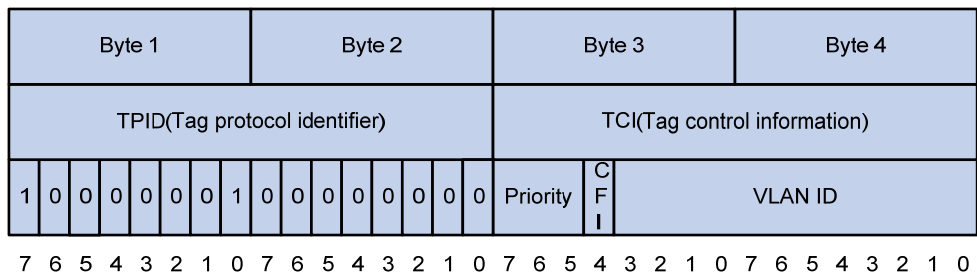 Byte 1 Byte 2 Byte 3 Byte 4
TPID(Tag protocol identifier) TCI(Tag control information)
1 0 0 0 0 0 0 1 0 0 0 0 0 0 0 0 Priority CFI VLAN ID
7 6 5 4 3 2 1 0 7 6 5 4 3 2 1 0 7 6 5 4 3 2 1 0 7 6 5 4 3 2 1 0